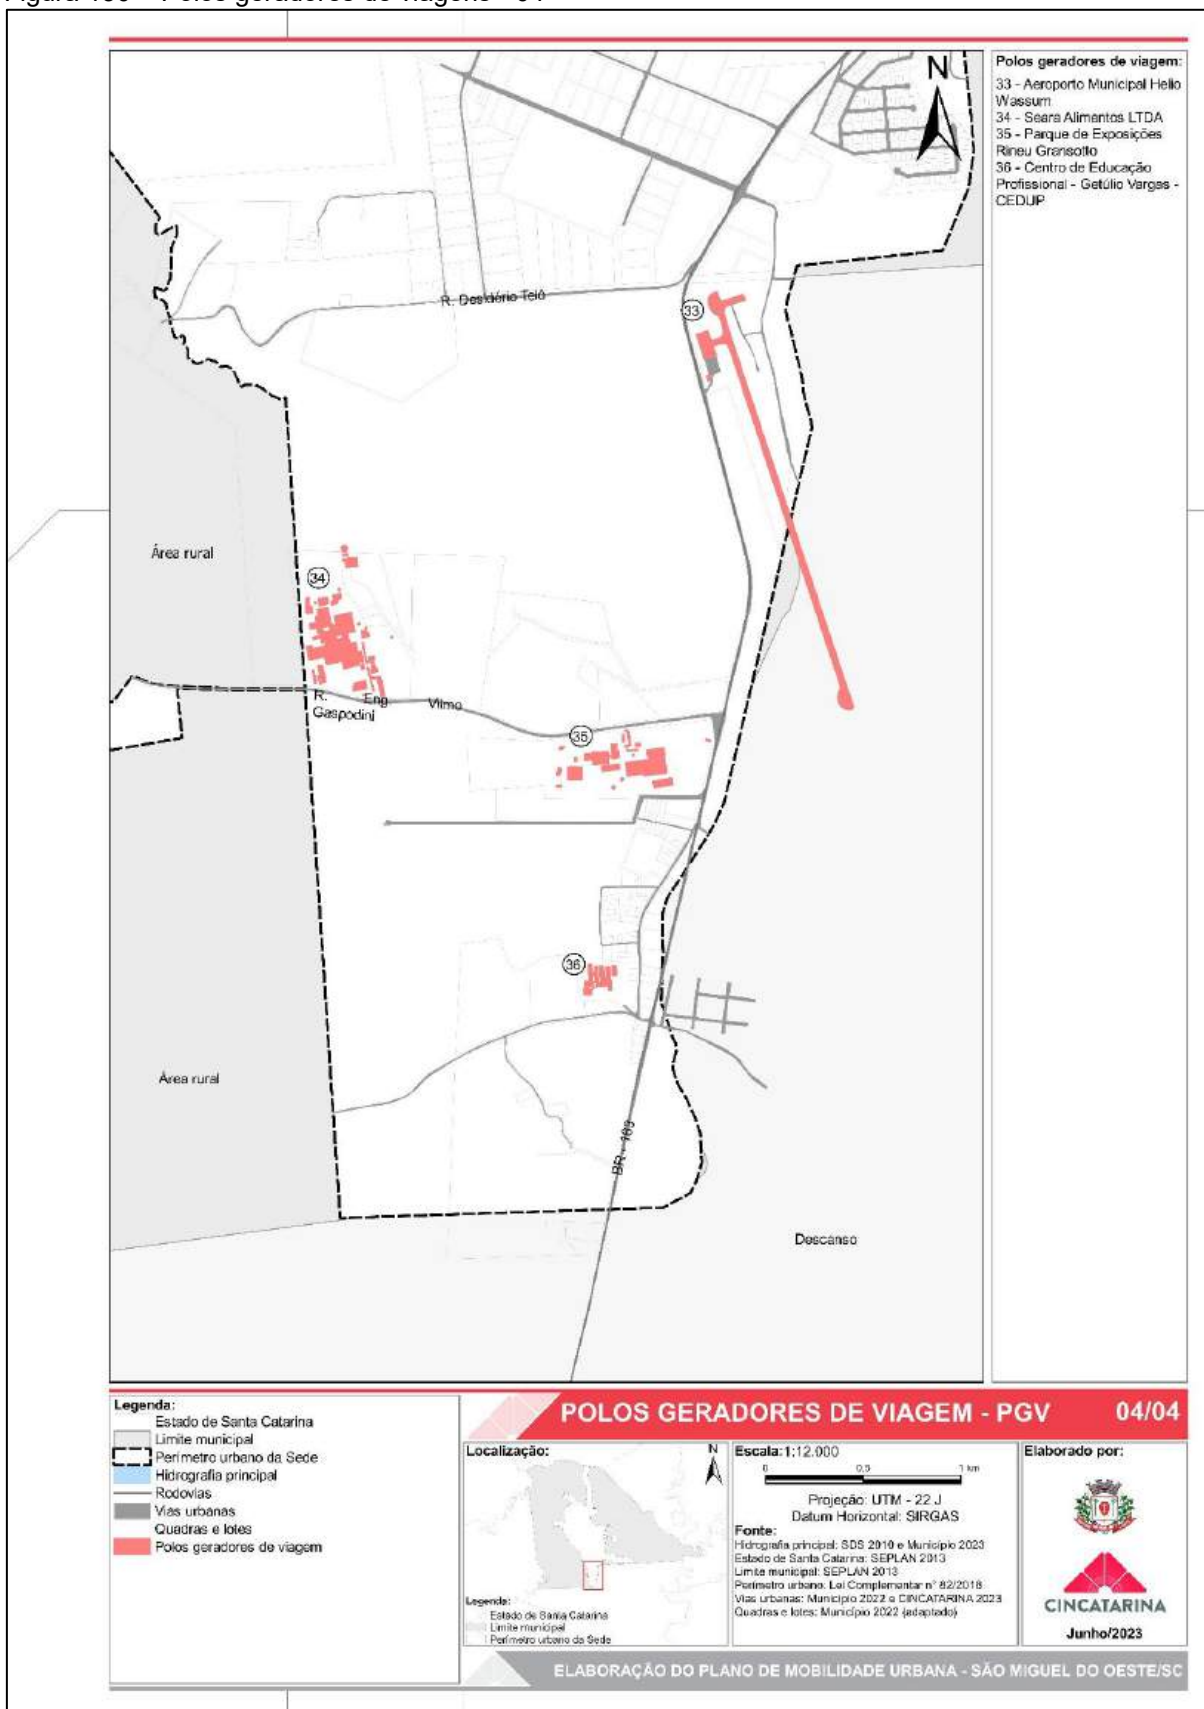 Polos geradores de viagem:
33 - Aeroporto Municipal Helio
Wassum
34 - Seara Alimentos LTDA
35 - Parque de Exposições
Rineu Gransotto
36 - Centro de Educação
Profissional - Getúlio Vargas -
CEDUP
N
R. Desidério Teiô
33
Área rural
34
R. Eng. Vilmo
Gaspodini
35
36
Área rural
BR - 163
Descanso
Legenda:
Estado de Santa Catarina
Limite municipal
Perímetro urbano da Sede
Hidrografia principal
Rodovias
Vias urbanas
Quadras e lotes
Polos geradores de viagem
POLOS GERADORES DE VIAGEM - PGV 04/04
Localização:
N
Legenda:
Estado de Santa Catarina
Limite municipal
Perímetro urbano da Sede
Escala:1:12.000
0 0,5 1 km
Projeção: UTM - 22 J
Datum Horizontal: SIRGAS
Fonte:
Hidrografia principal: SDS 2010 e Município 2023
Estado de Santa Catarina: SEPLAN 2013
Limite municipal: SEPLAN 2013
Perímetro urbano: Lei Complementar n° 82/2018
Vias urbanas: Município 2022 e CINCATARINA 2023
Quadras e lotes: Município 2022 (adaptado)
Elaborado por:
CINCATARINA
Junho/2023
ELABORAÇÃO DO PLANO DE MOBILIDADE URBANA - SÃO MIGUEL DO OESTE/SC